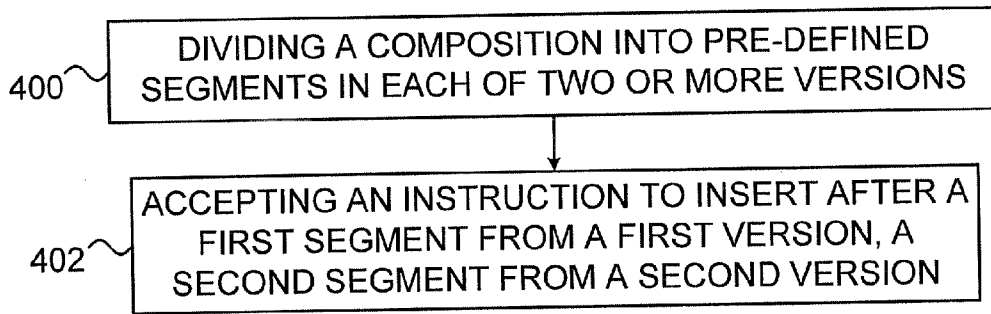 400
DIVIDING A COMPOSITION INTO PRE-DEFINED
SEGMENTS IN EACH OF TWO OR MORE VERSIONS
402
ACCEPTING AN INSTRUCTION TO INSERT AFTER A
FIRST SEGMENT FROM A FIRST VERSION, A
SECOND SEGMENT FROM A SECOND VERSION